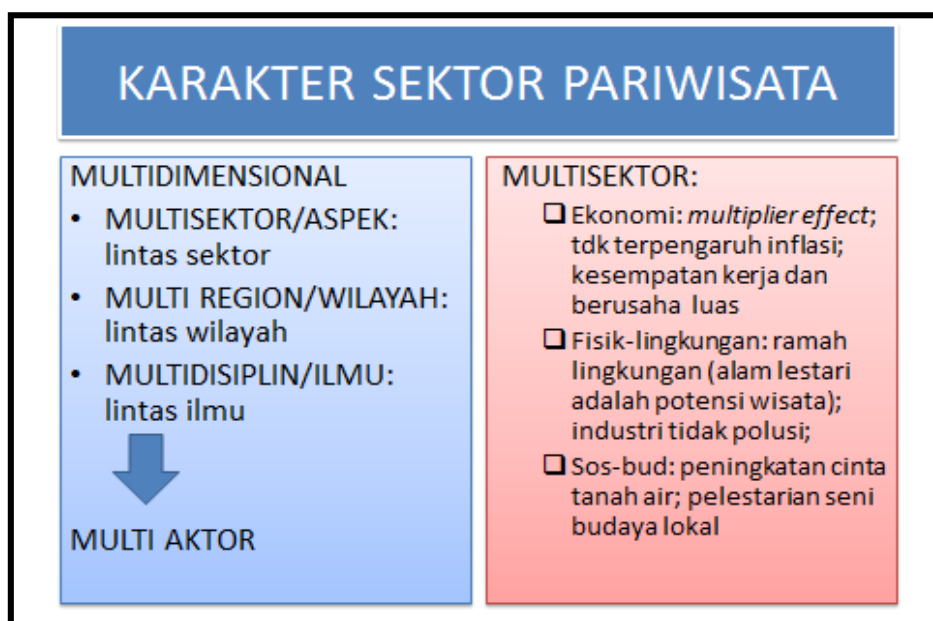 KARAKTER SEKTOR PARIWISATA
MULTIDIMENSIONAL
• MULTISEKTOR/ASPEK:
lintas sektor
• MULTI REGION/WILAYAH:
lintas wilayah
• MULTIDISIPLIN/ILMU:
lintas ilmu
MULTI AKTOR
MULTISEKTOR:
❑ Ekonomi: multiplier effect;
tdk terpengaruh inflasi;
kesempatan kerja dan
berusaha luas
❑ Fisik-lingkungan: ramah
lingkungan (alam lestari
adalah potensi wisata);
industri tidak polusi;
❑ Sos-bud: peningkatan cinta
tanah air; pelestarian seni
budaya lokal